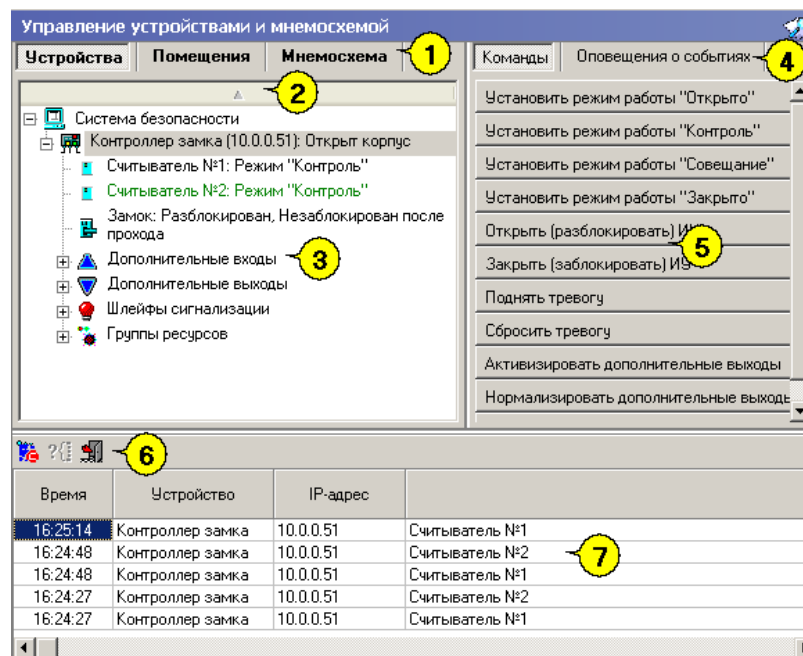 Управление устройствами и мнемосхемой
Устройства Помещения Мнемосхема 1
Команды Оповещения о событиях 4
2
Система безопасности
Контроллер замка (10.0.0.51): Открыт корпус
Считыватель №1: Режим "Контроль"
Считыватель №2: Режим "Контроль"
Замок: Разблокирован, Незаблокирован после
прохода
Дополнительные входы 3
Дополнительные выходы
Шлейфы сигнализации
Группы ресурсов
Установить режим работы "Открыто"
Установить режим работы "Контроль"
Установить режим работы "Совещание"
Установить режим работы "Закрыто"
Открыть (разблокировать) 5
Закрыть (заблокировать) ИУ
Поднять тревогу
Сбросить тревогу
Активизировать дополнительные выходы
Нормализировать дополнительные выходы
6
Время Устройство IP-адрес
16:25:14 Контроллер замка 10.0.0.51 Считыватель №1
16:24:48 Контроллер замка 10.0.0.51 Считыватель №2 7
16:24:48 Контроллер замка 10.0.0.51 Считыватель №1
16:24:27 Контроллер замка 10.0.0.51 Считыватель №2
16:24:27 Контроллер замка 10.0.0.51 Считыватель №1